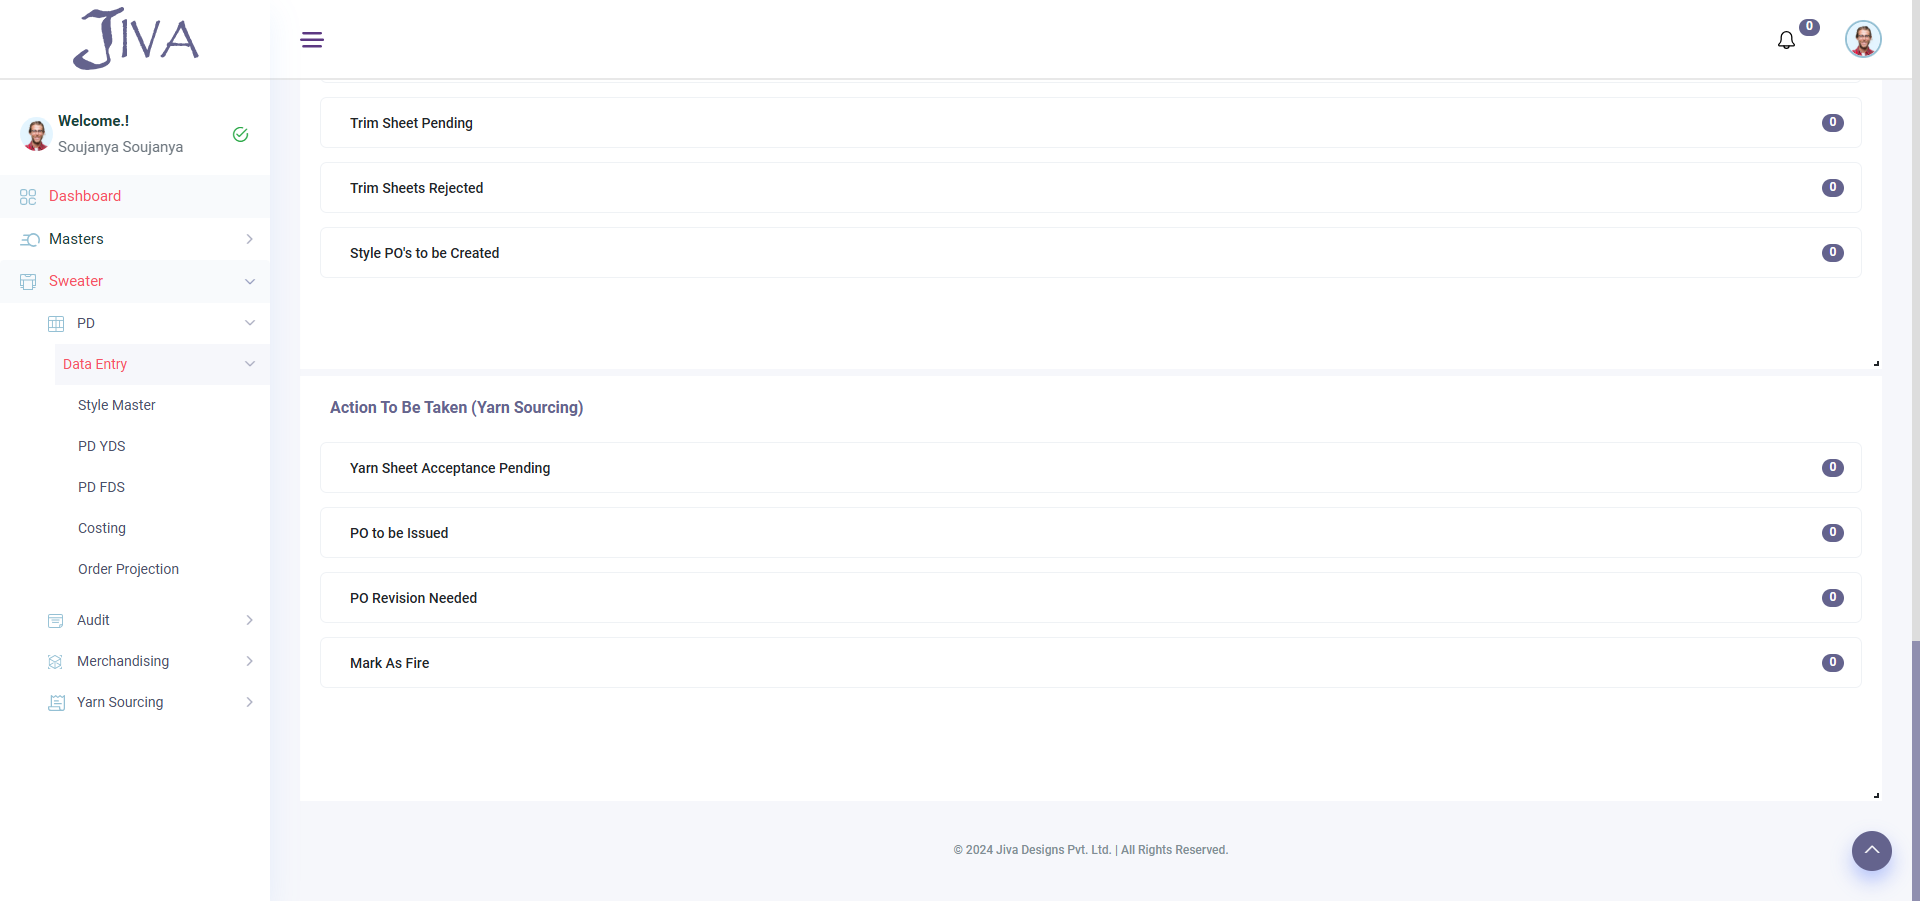 JIVA
0
Welcome.!
Soujanya Soujanya
Dashboard
Masters
Sweater
PD
Data Entry
Style Master
PD YDS
PD FDS
Costing
Order Projection
Audit
Merchandising
Yarn Sourcing
Trim Sheet Pending 0
Trim Sheets Rejected 0
Style PO's to be Created 0
Action To Be Taken (Yarn Sourcing)
Yarn Sheet Acceptance Pending 0
PO to be Issued 0
PO Revision Needed 0
Mark As Fire 0
© 2024 Jiva Designs Pvt. Ltd. | All Rights Reserved.